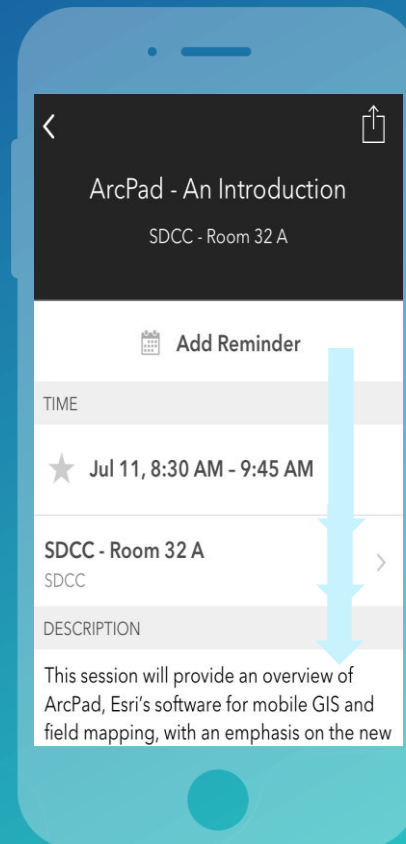 ArcPad - An Introduction
SDCC - Room 32 A
Add Reminder
TIME
Jul 11, 8:30 AM - 9:45 AM
SDCC - Room 32 A
SDCC
DESCRIPTION
This session will provide an overview of
ArcPad, Esri's software for mobile GIS and
field mapping, with an emphasis on the new